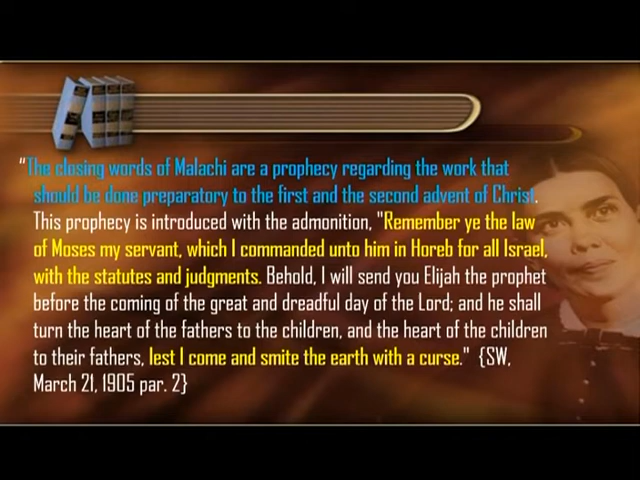 "The closing words of Malachi are a prophecy regarding the work that
should be done preparatory to the first and the second advent of Christ.
This prophecy is introduced with the admonition, "Remember ye the law
of Moses my servant, which I commanded unto him in Horeb for all Israel,
with the statutes and judgments. Behold, I will send you Elijah the prophet
before the coming of the great and dreadful day of the Lord; and he shall
turn the heart of the fathers to the children, and the heart of the children
to their fathers, lest I come and smite the earth with a curse." {SW,
March 21, 1905 par. 2}